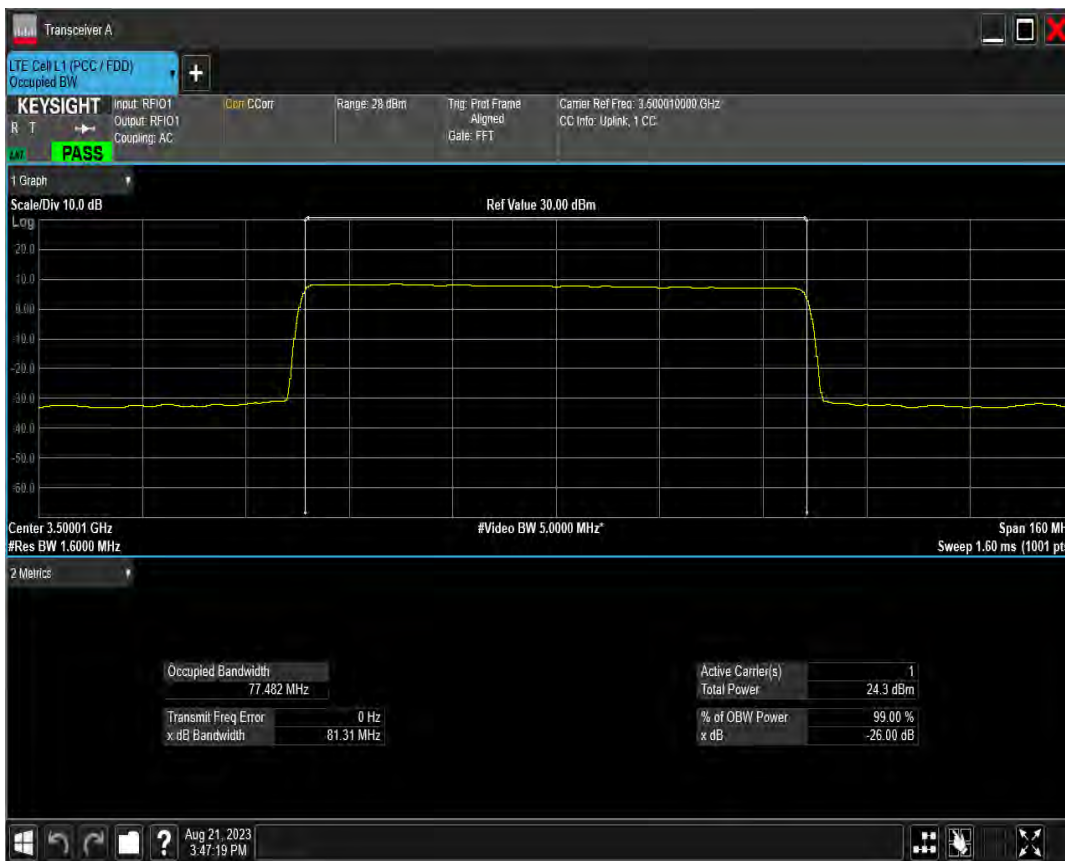 Transceiver A
LTE Cell L1 (PCC / FDD)
Occupied BW
+
KEYSIGHT
R T
PASS
Input: RFIO1
Output: RFIO1
Coupling: AC
Corr CCorr
Range: 28 dBm
Trig: Prot Frame
Aligned
Gate: FFT
Carrier Ref Freq: 3.500010000 GHz
CC Info: Uplink, 1 CC
1 Graph
Scale/Div 10.0 dB
Ref Value 30.00 dBm
Log
20.0
10.0
0.00
-10.0
-20.0
-30.0
-40.0
-50.0
-60.0
Center 3.50001 GHz
#Video BW 5.0000 MHz*
Span 160 MH
#Res BW 1.6000 MHz
Sweep 1.60 ms (1001 pts
2 Metrics
Occupied Bandwidth
77.482 MHz
Transmit Freq Error 0 Hz
x dB Bandwidth 81.31 MHz
Active Carrier(s) 1
Total Power 24.3 dBm
% of OBW Power 99.00 %
x dB -26.00 dB
?
Aug 21, 2023
3:47:19 PM